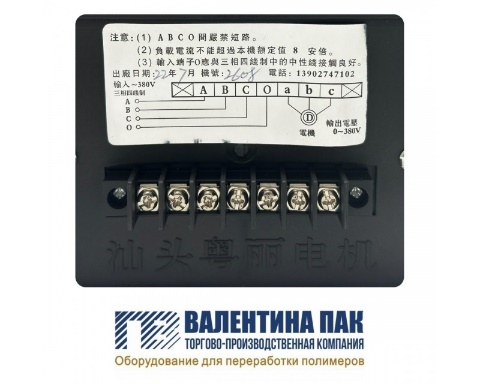 注意:(1) ABCO間嚴禁短路。
(2) 負載電流不能超過本機額定值 8 安倍。
(3) 輸入端子O應與三相四綫制中的中性綫接觸良好。
出厰日期:22年7月 機號:2608 電話:13902747102
輸入~380V
三相四綫制
A B C O a b c
A
B
C
O
D
電機
輸出電壓
0~380V
汕头粤丽电机
ВАЛЕНТИНА ПАК
ТОРГОВО-ПРОИЗВОДСТВЕННАЯ КОМПАНИЯ
Оборудование для переработки полимеров